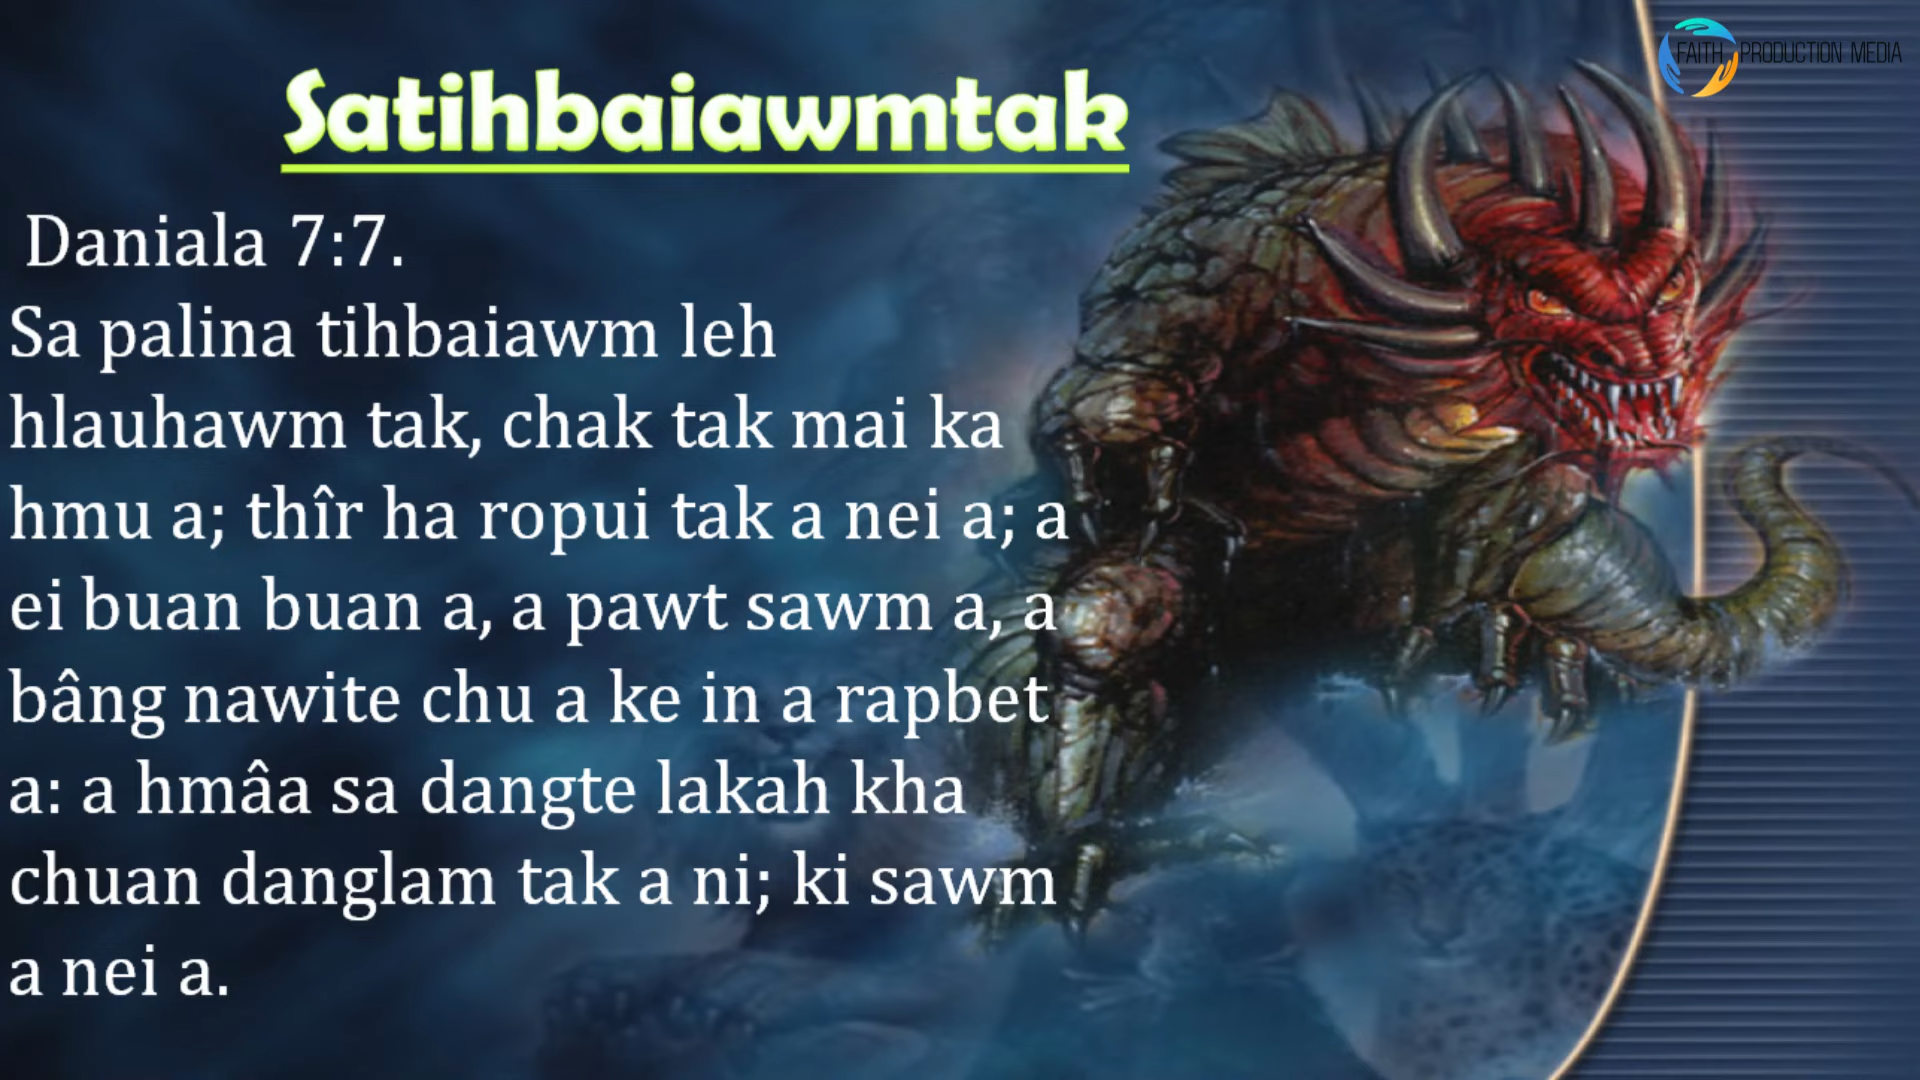 FAITH PRODUCTION MEDIA
Satihbaiawmtak
Daniala 7:7.
Sa palina tihbaiawm leh
hlauhawm tak, chak tak mai ka
hmu a; thîr ha ropui tak a nei a; a
ei buan buan a, a pawt sawm a, a
bâng nawite chu a ke in a rapbet
a: a hmâa sa dangte lakah kha
chuan danglam tak a ni; ki sawm
a nei a.